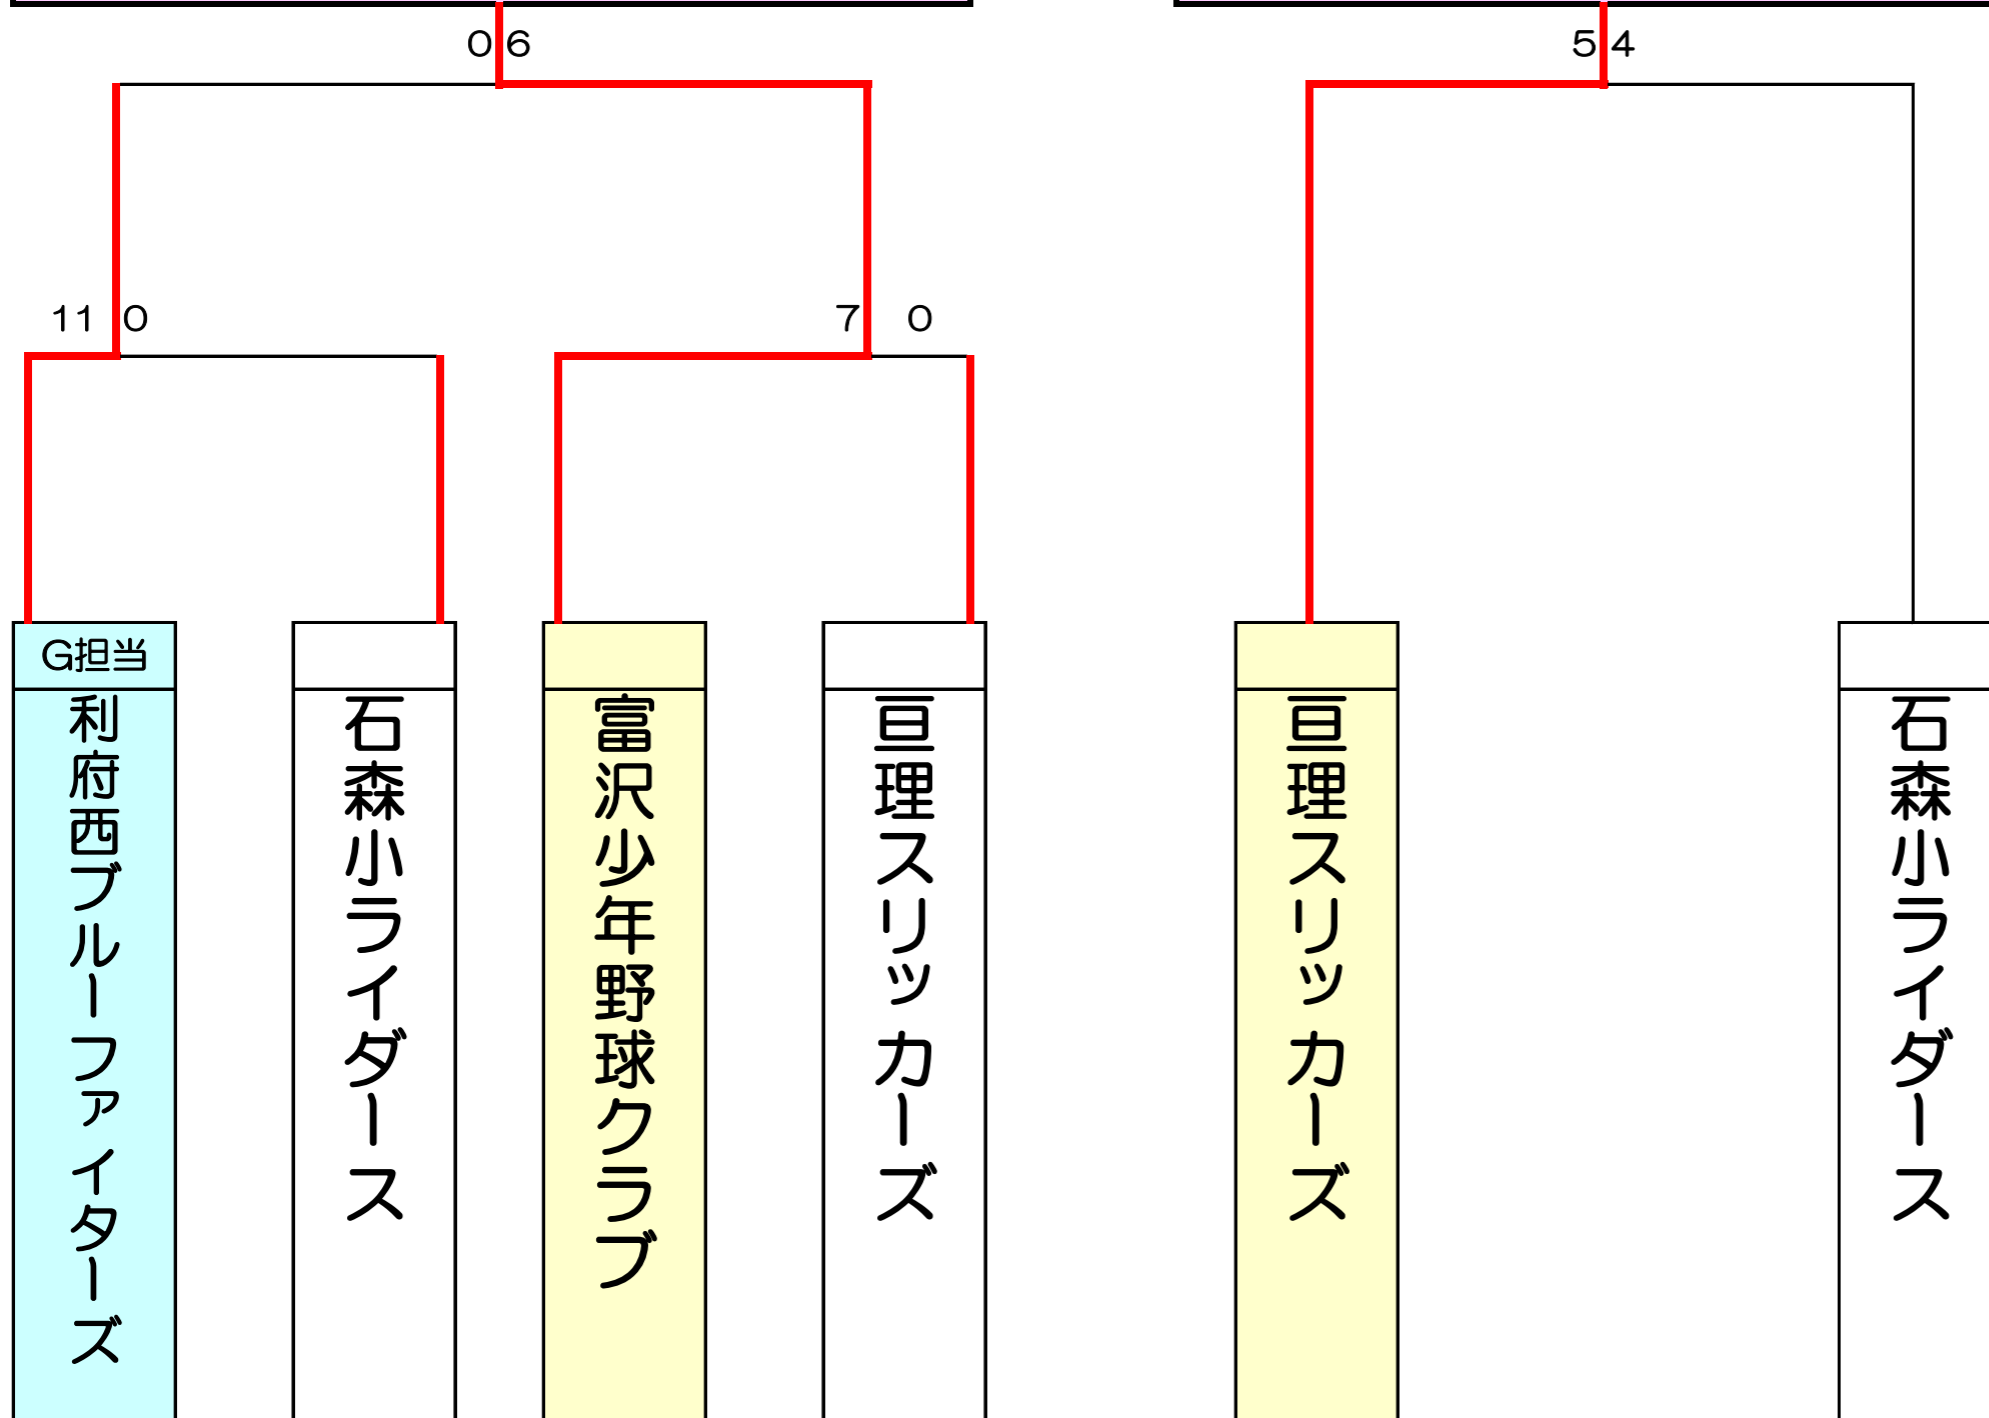 0 6
5 4
11 0
7 0
G担当
利府西ブルーファイターズ
石森小ライダース
富沢少年野球クラブ
亘理スリッカーズ
亘理スリッカーズ
石森小ライダース